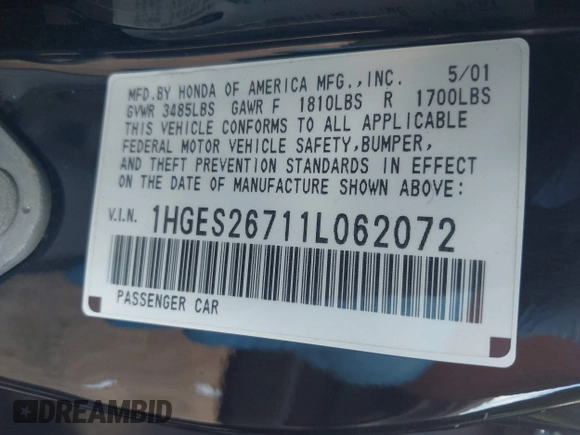 MFD.BY HONDA OF AMERICA MFG.,INC. 5/01
GVWR 3485LBS GAWR F 1810LBS R 1700LBS
THIS VEHICLE CONFORMS TO ALL APPLICABLE
FEDERAL MOTOR VEHICLE SAFETY,BUMPER,
AND THEFT PREVENTION STANDARDS IN EFFECT
ON THE DATE OF MANUFACTURE SHOWN ABOVE:
V.I.N. 1HGES26711L062072
PASSENGER CAR
DREAMBID